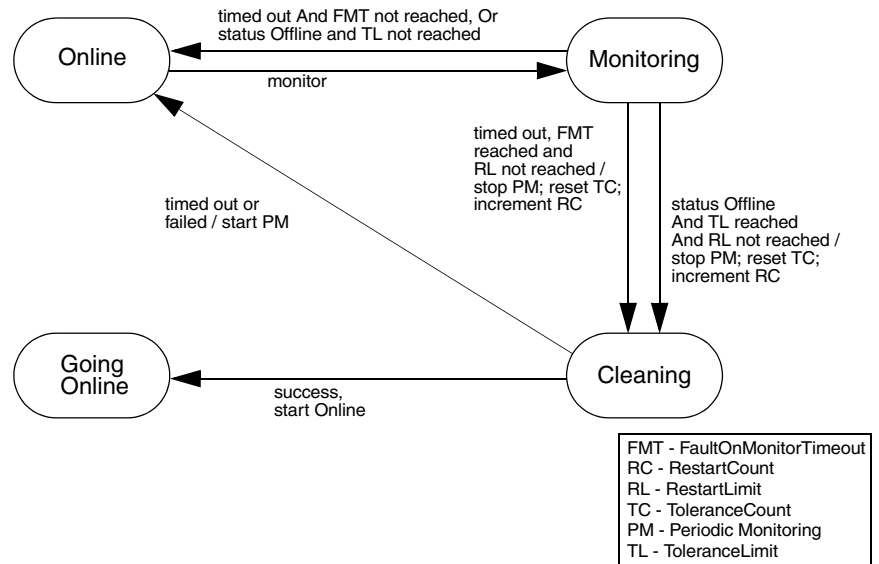 timed out And FMT not reached, Or
status Offline and TL not reached
Online
Monitoring
monitor
timed out, FMT
reached and
RL not reached /
stop PM; reset TC;
increment RC
timed out or
failed / start PM
status Offline
And TL reached
And RL not reached /
stop PM; reset TC;
increment RC
Going
Online
Cleaning
success,
start Online
FMT - FaultOnMonitorTimeout
RC - RestartCount
RL - RestartLimit
TC - ToleranceCount
PM - Periodic Monitoring
TL - ToleranceLimit